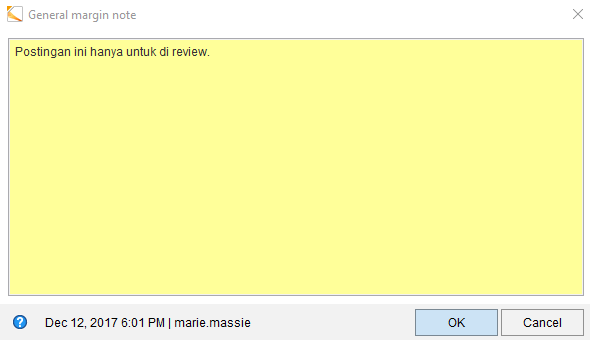 General margin note
Postingan ini hanya untuk di review.
Dec 12, 2017 6:01 PM | marie.massie
OK
Cancel